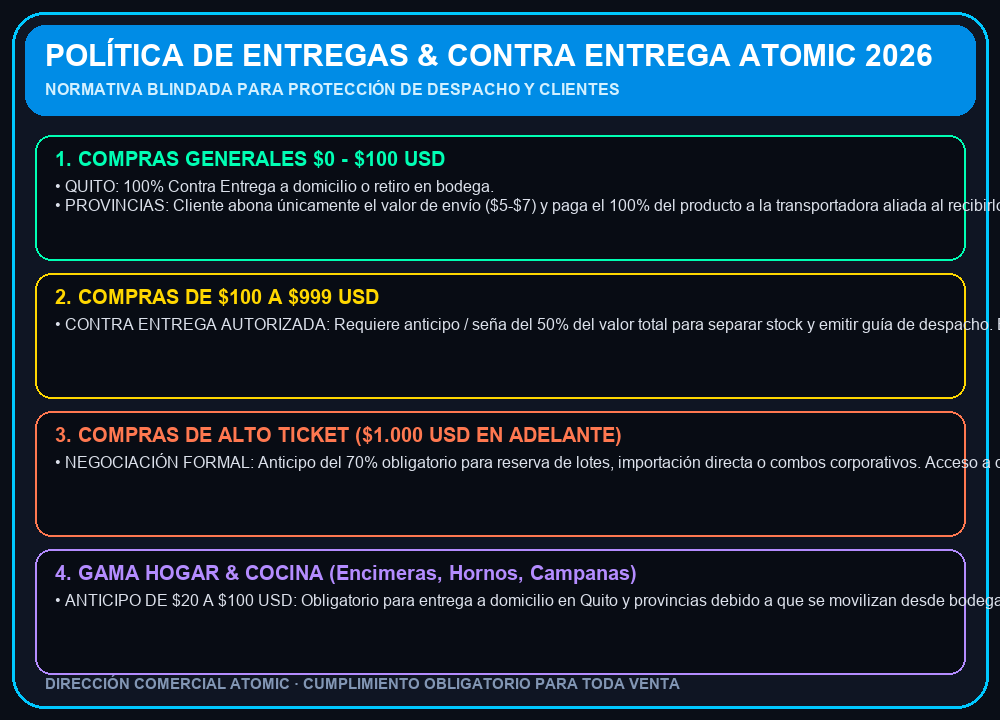 POLÍTICA DE ENTREGAS & CONTRA ENTREGA ATOMIC 2026
NORMATIVA BLINDADA PARA PROTECCIÓN DE DESPACHO Y CLIENTES
1. COMPRAS GENERALES $0 - $100 USD
• QUITO: 100% Contra Entrega a domicilio o retiro en bodega.
• PROVINCIAS: Cliente abona únicamente el valor de envío ($5-$7) y paga el 100% del producto a la transportadora aliada al recibirlo
2. COMPRAS DE $100 A $999 USD
• CONTRA ENTREGA AUTORIZADA: Requiere anticipo / seña del 50% del valor total para separar stock y emitir guía de despacho.
3. COMPRAS DE ALTO TICKET ($1.000 USD EN ADELANTE)
• NEGOCIACIÓN FORMAL: Anticipo del 70% obligatorio para reserva de lotes, importación directa o combos corporativos. Acceso a
4. GAMA HOGAR & COCINA (Encimeras, Hornos, Campanas)
• ANTICIPO DE $20 A $100 USD: Obligatorio para entrega a domicilio en Quito y provincias debido a que se movilizan desde bodega
DIRECCIÓN COMERCIAL ATOMIC · CUMPLIMIENTO OBLIGATORIO PARA TODA VENTA